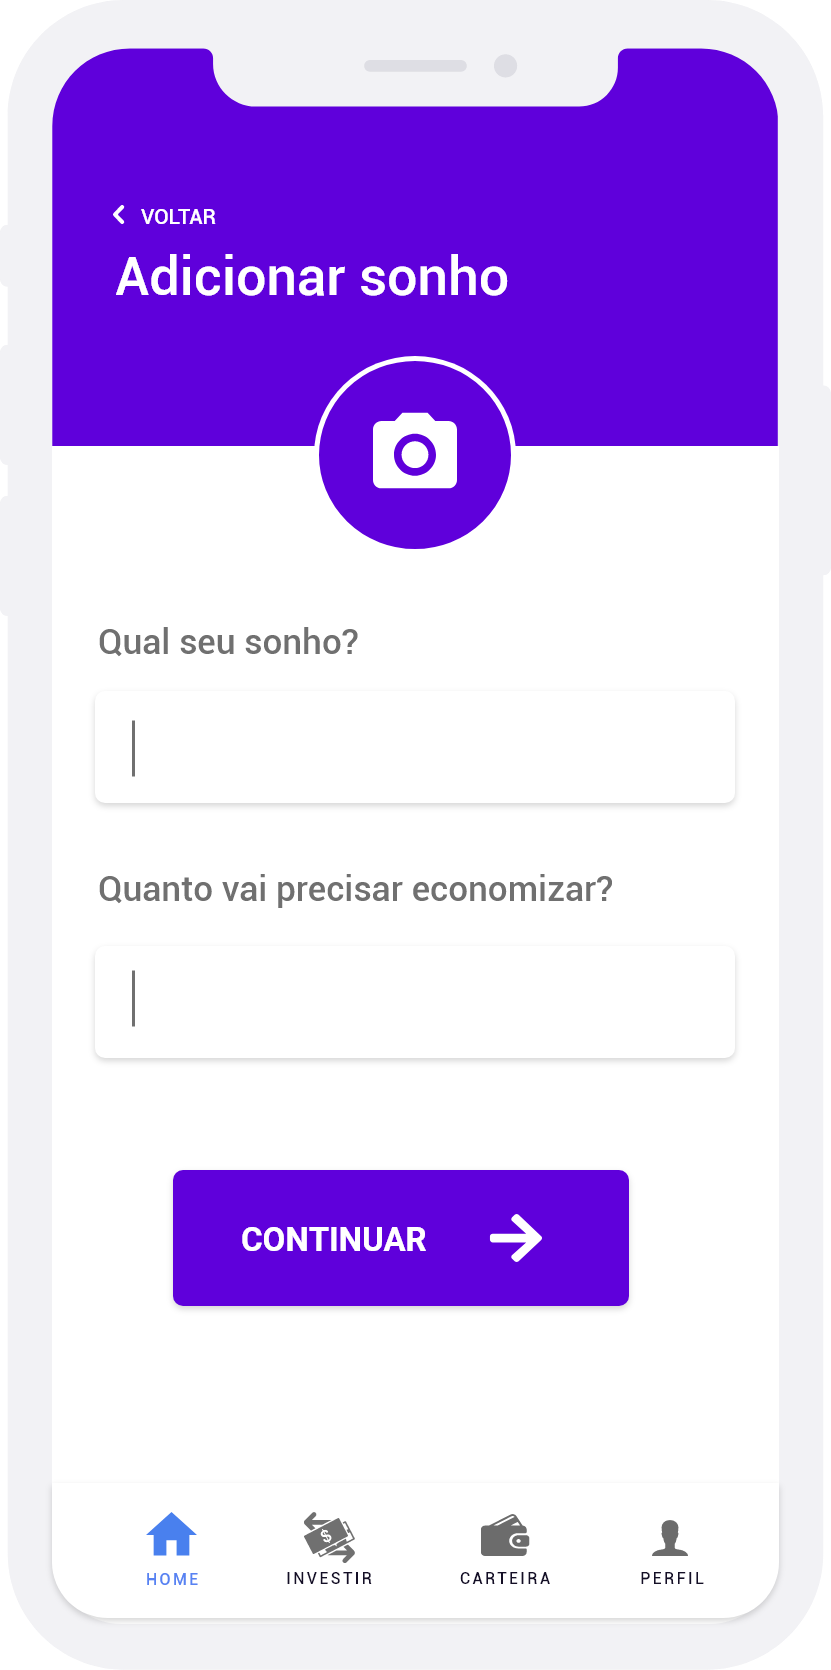 VOLTAR
Adicionar sonho
Qual seu sonho?
Quanto vai precisar economizar?
CONTINUAR
HOME INVESTIR CARTEIRA PERFIL